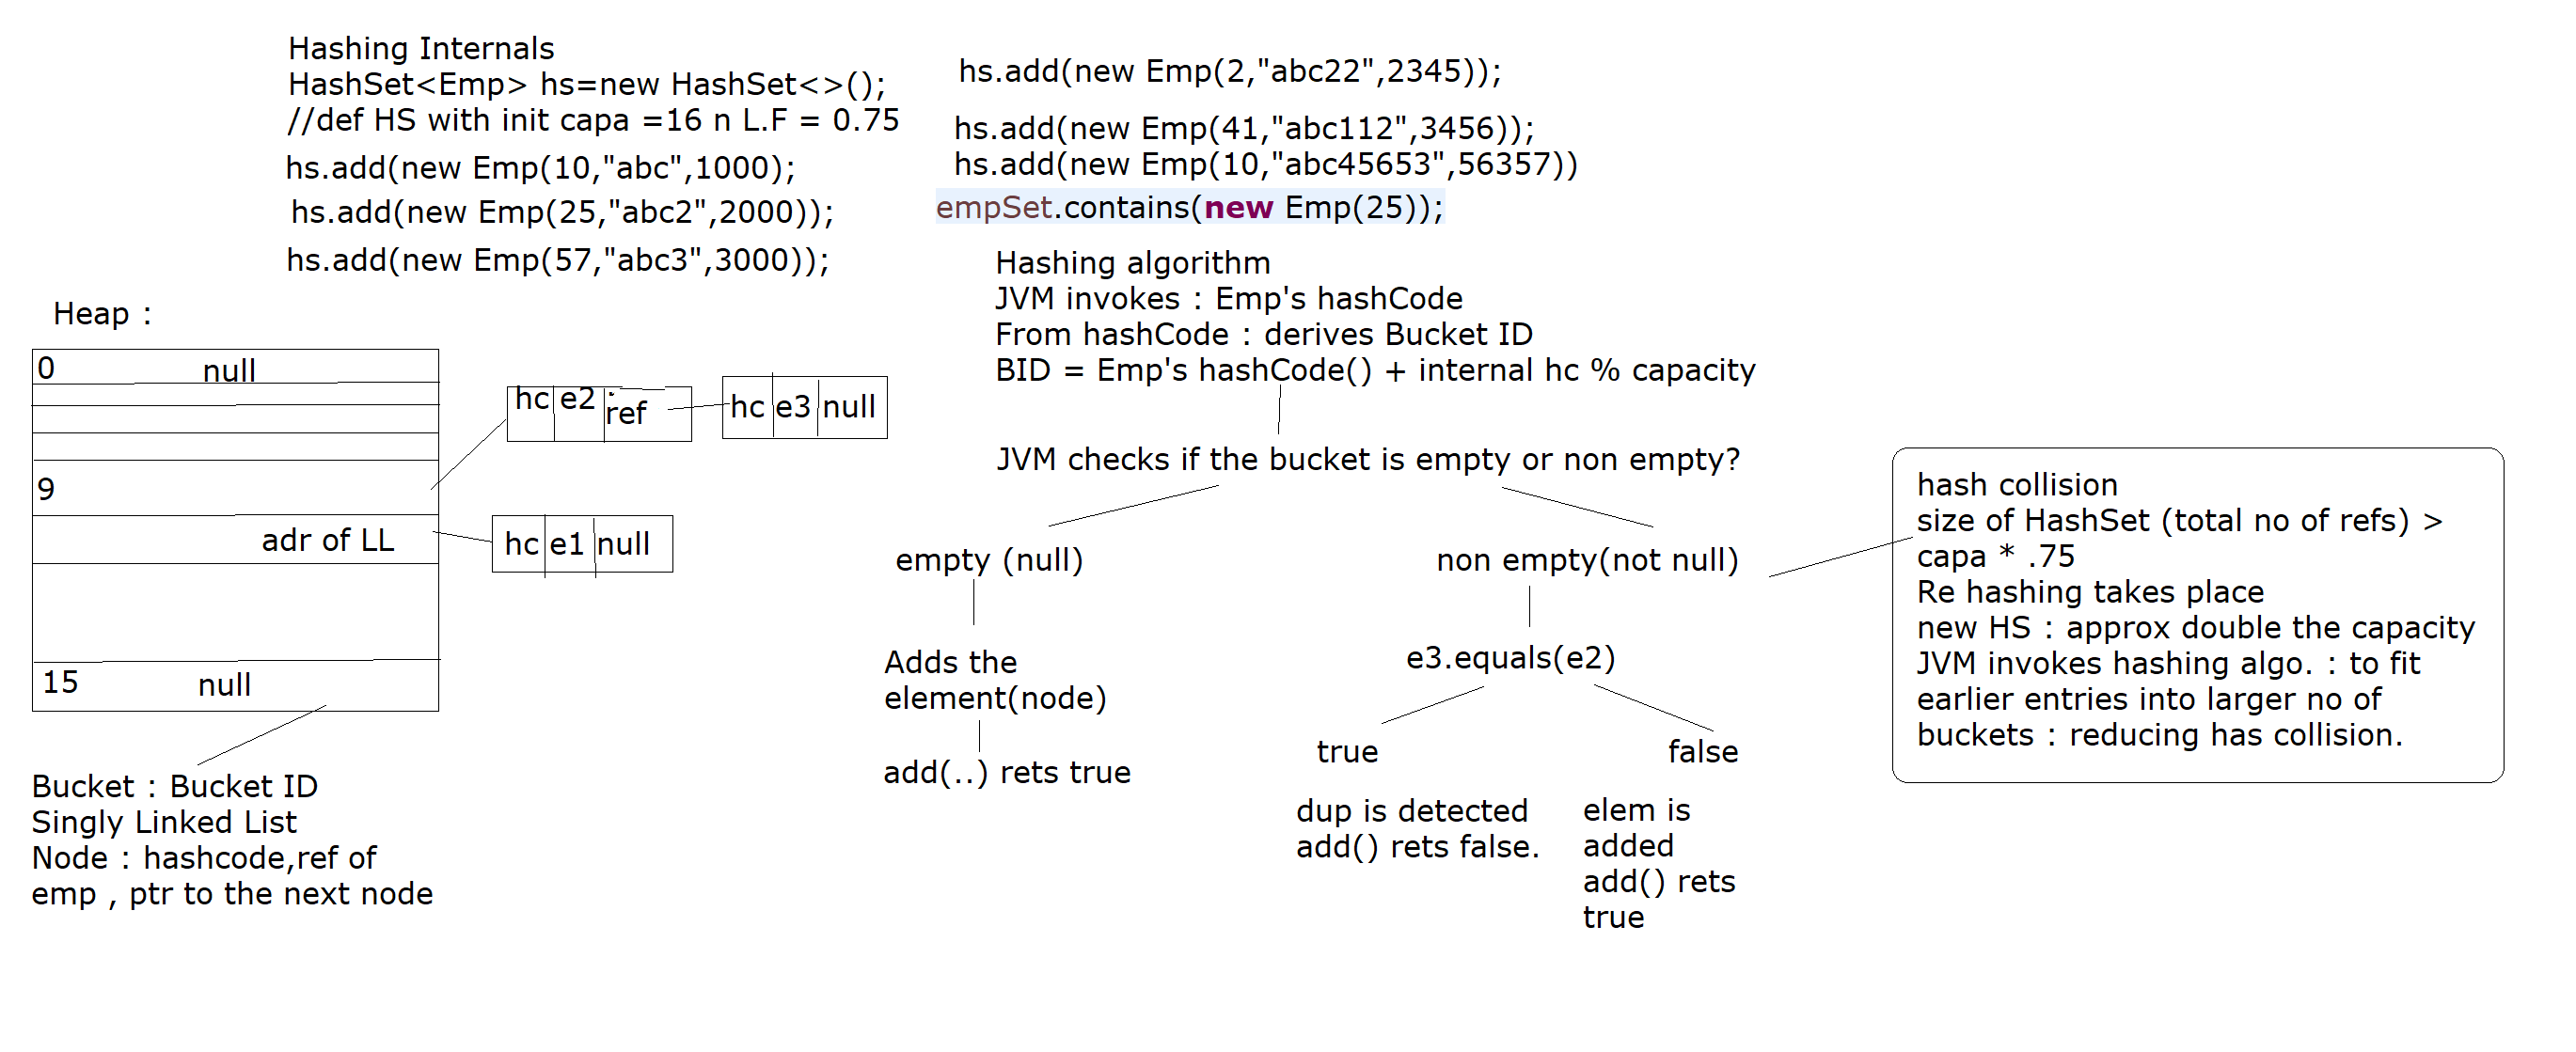 Hashing Internals
HashSet<Emp> hs=new HashSet<>();
//def HS with init capa =16 n L.F = 0.75
hs.add(new Emp(10,"abc",1000);
hs.add(new Emp(25,"abc2",2000));
hs.add(new Emp(57,"abc3",3000));
hs.add(new Emp(2,"abc22",2345));
hs.add(new Emp(41,"abc112",3456));
hs.add(new Emp(10,"abc45653",56357))
empSet.contains(new Emp(25));
Heap :
0 null
9
adr of LL
15 null
hc e2 ref
hc e3 null
hc e1 null
Bucket : Bucket ID
Singly Linked List
Node : hashcode,ref of
emp , ptr to the next node
Hashing algorithm
JVM invokes : Emp's hashCode
From hashCode : derives Bucket ID
BID = Emp's hashCode() + internal hc % capacity
JVM checks if the bucket is empty or non empty?
empty (null)
Adds the
element(node)
add(..) rets true
non empty(not null)
e3.equals(e2)
true
dup is detected
add() rets false.
false
elem is
added
add() rets
true
hash collision
size of HashSet (total no of refs) >
capa * .75
Re hashing takes place
new HS : approx double the capacity
JVM invokes hashing algo. : to fit
earlier entries into larger no of
buckets : reducing has collision.